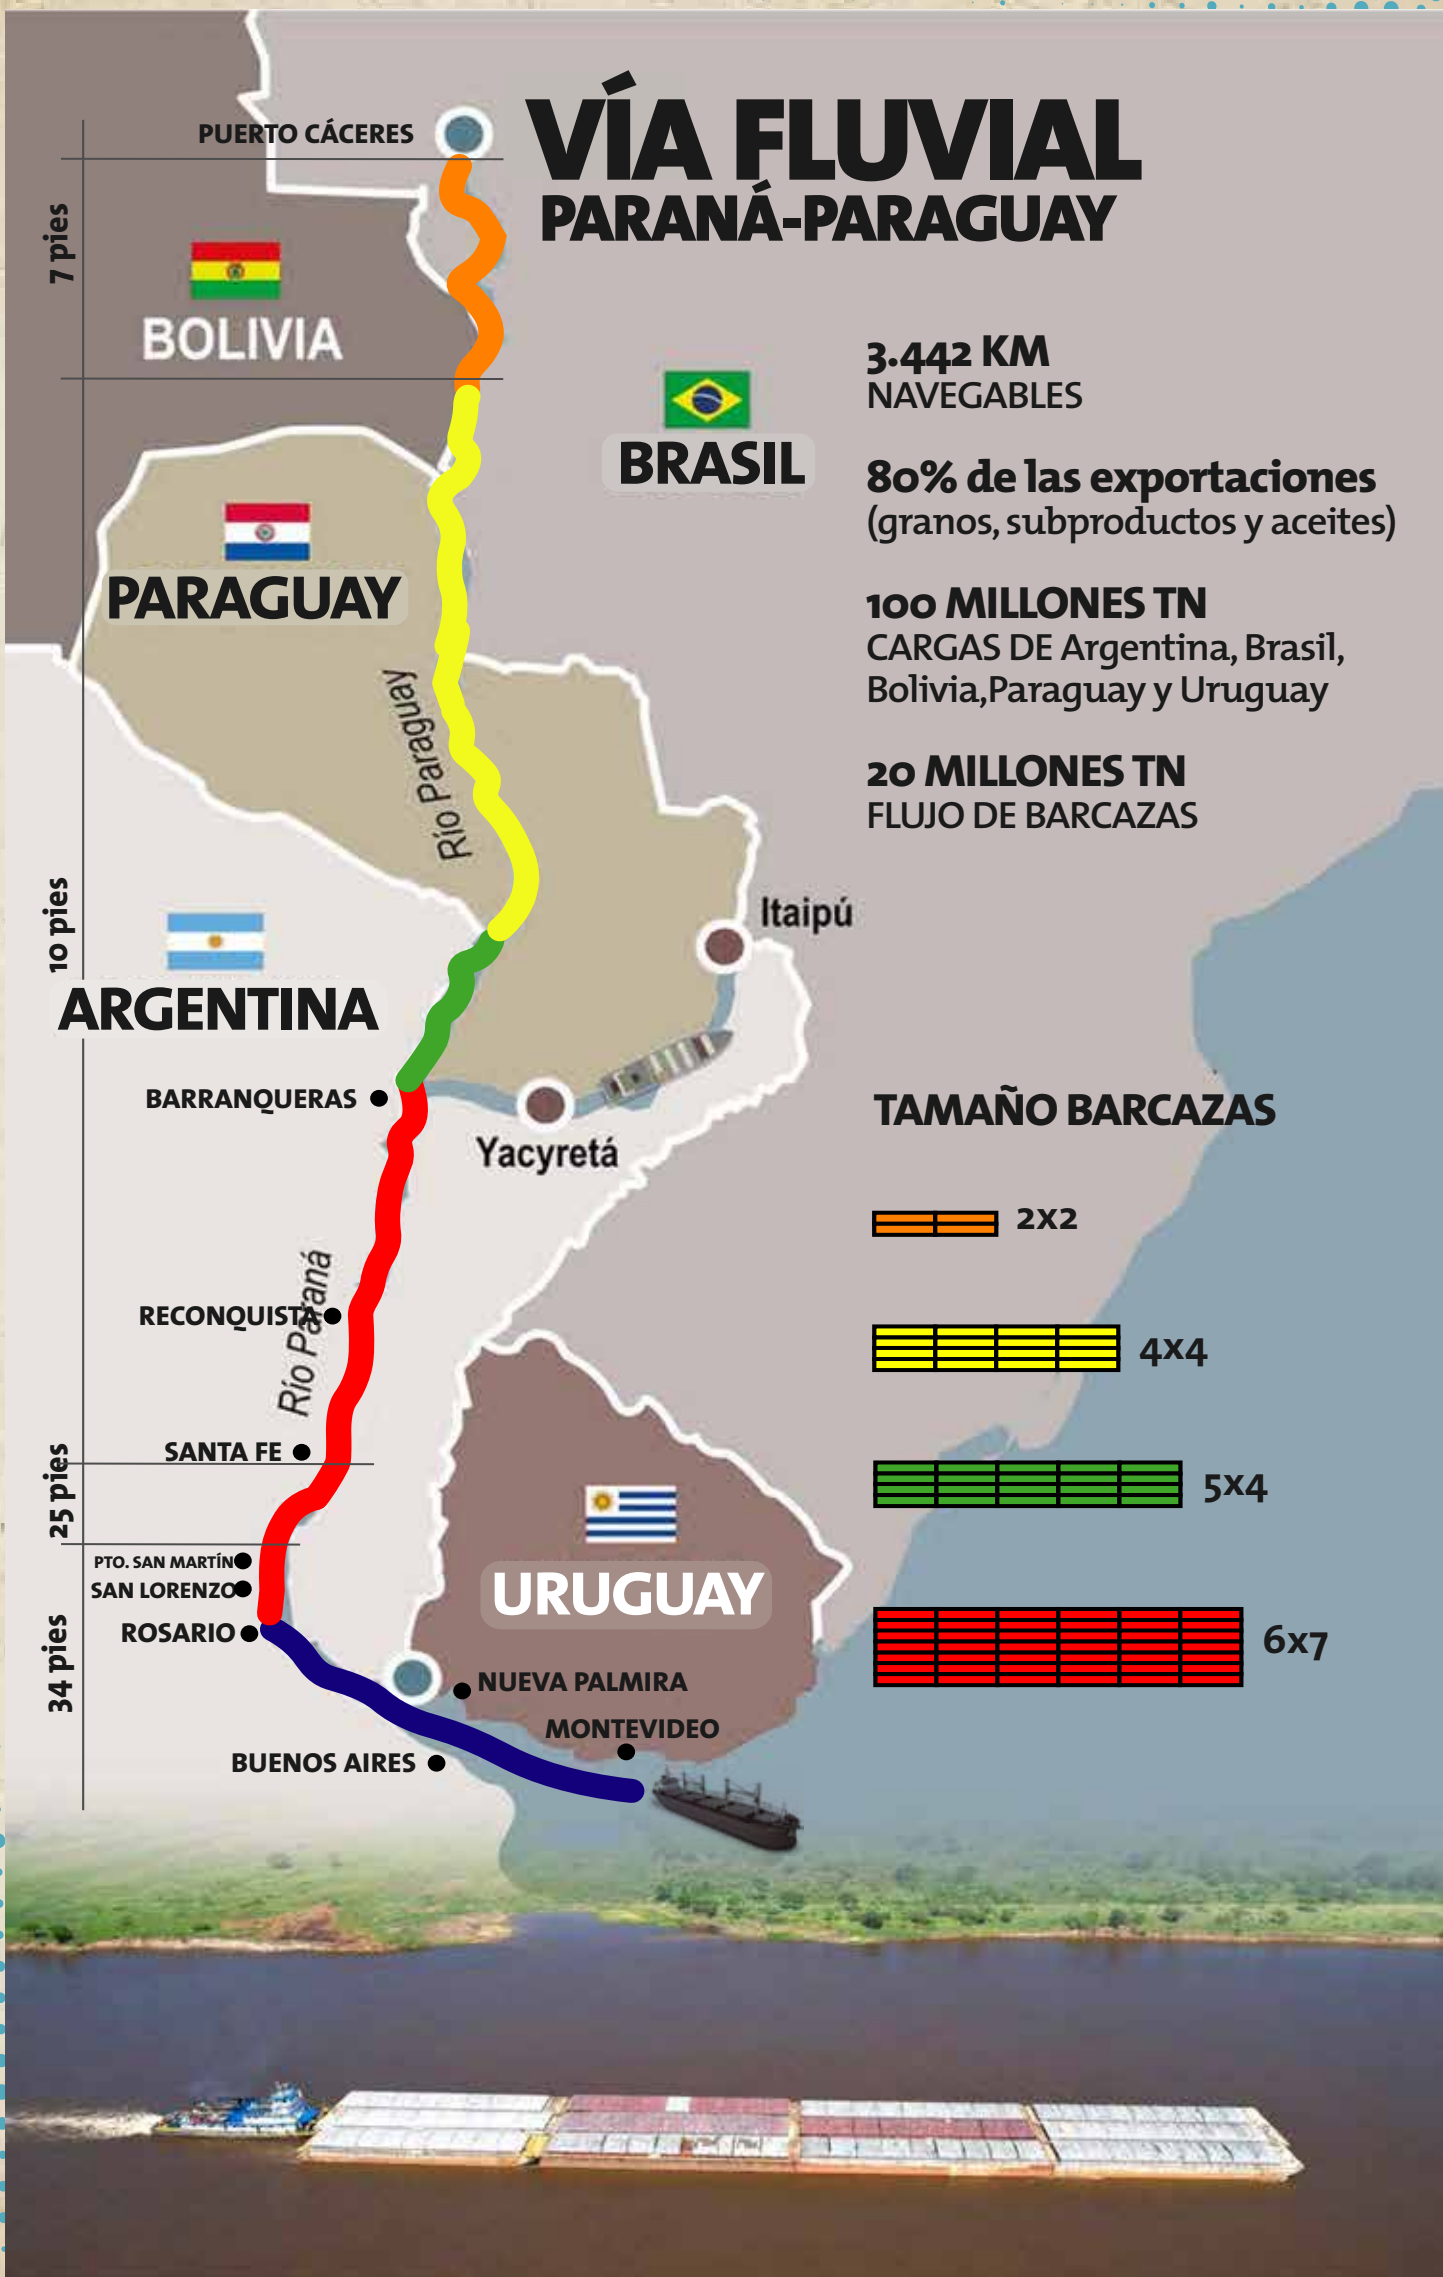 VÍA FLUVIAL
PARANÁ-PARAGUAY
PUERTO CÁCERES
7 pies
BOLIVIA
3.442 KM
NAVEGABLES
BRASIL
80% de las exportaciones
(granos, subproductos y aceites)
PARAGUAY
100 MILLONES TN
CARGAS DE Argentina, Brasil,
Bolivia,Paraguay y Uruguay
Río Paraguay
20 MILLONES TN
FLUJO DE BARCAZAS
10 pies
Itaipú
ARGENTINA
BARRANQUERAS
Yacyretá
TAMAÑO BARCAZAS
2x2
4x4
5x4
6x7
RECONQUISTA
Río Paraná
SANTA FE
25 pies
PTO. SAN MARTÍN
SAN LORENZO
ROSARIO
34 pies
URUGUAY
NUEVA PALMIRA
MONTEVIDEO
BUENOS AIRES